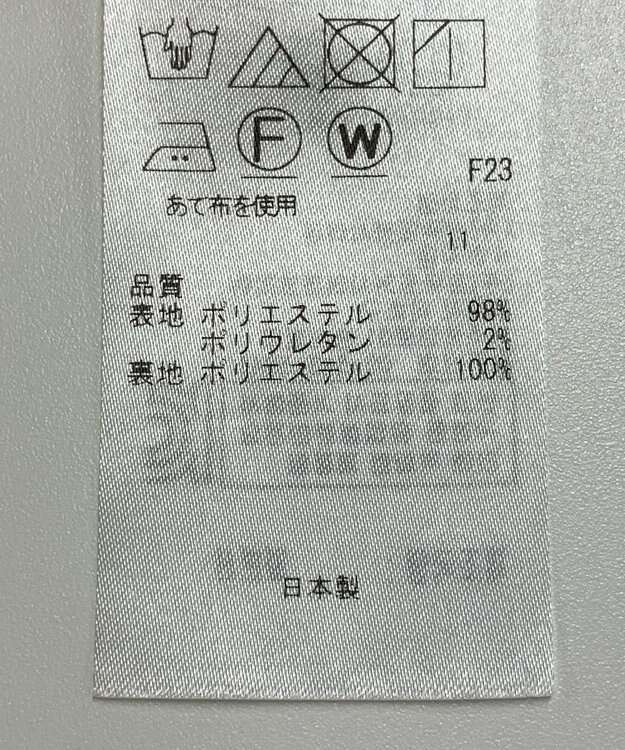 F
W
F23
あて布を使用
11
品質
表地 ポリエステル 98%
ポリウレタン 2%
裏地 ポリエステル 100%
日本製